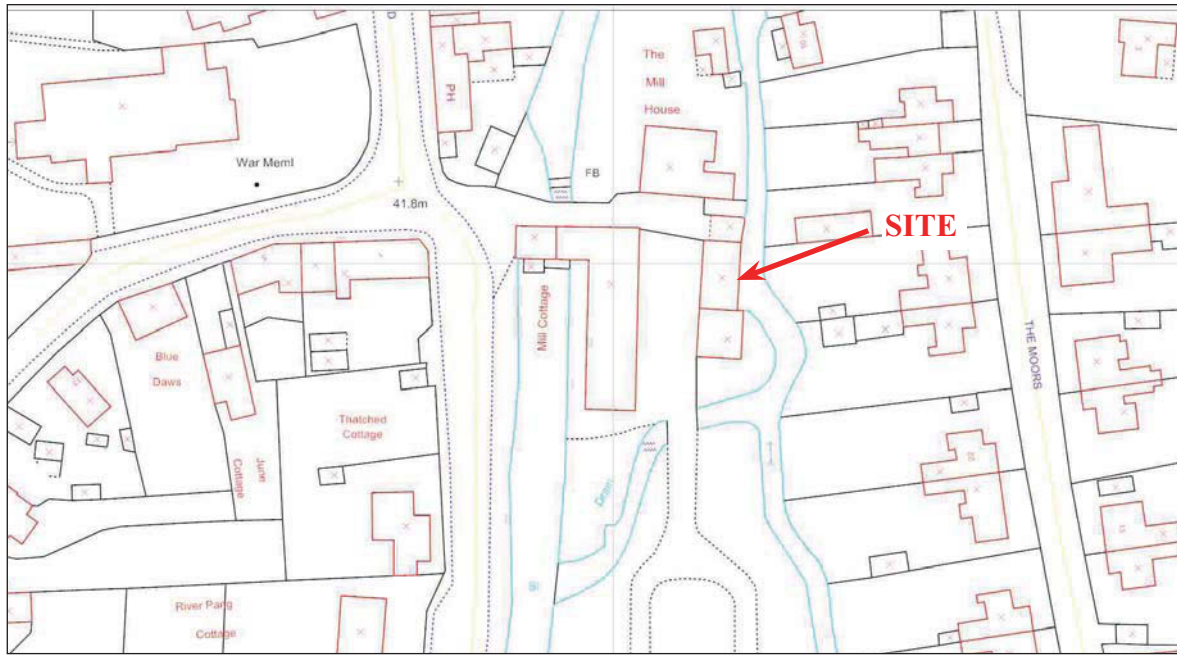 The
Mill
House
PH
War Meml
FB
41.8m
SITE
Mill Cottage
THE MOORS
Blue
Daws
Thatched
Cottage
June
Cottage
Drain
River Pang
Cottage